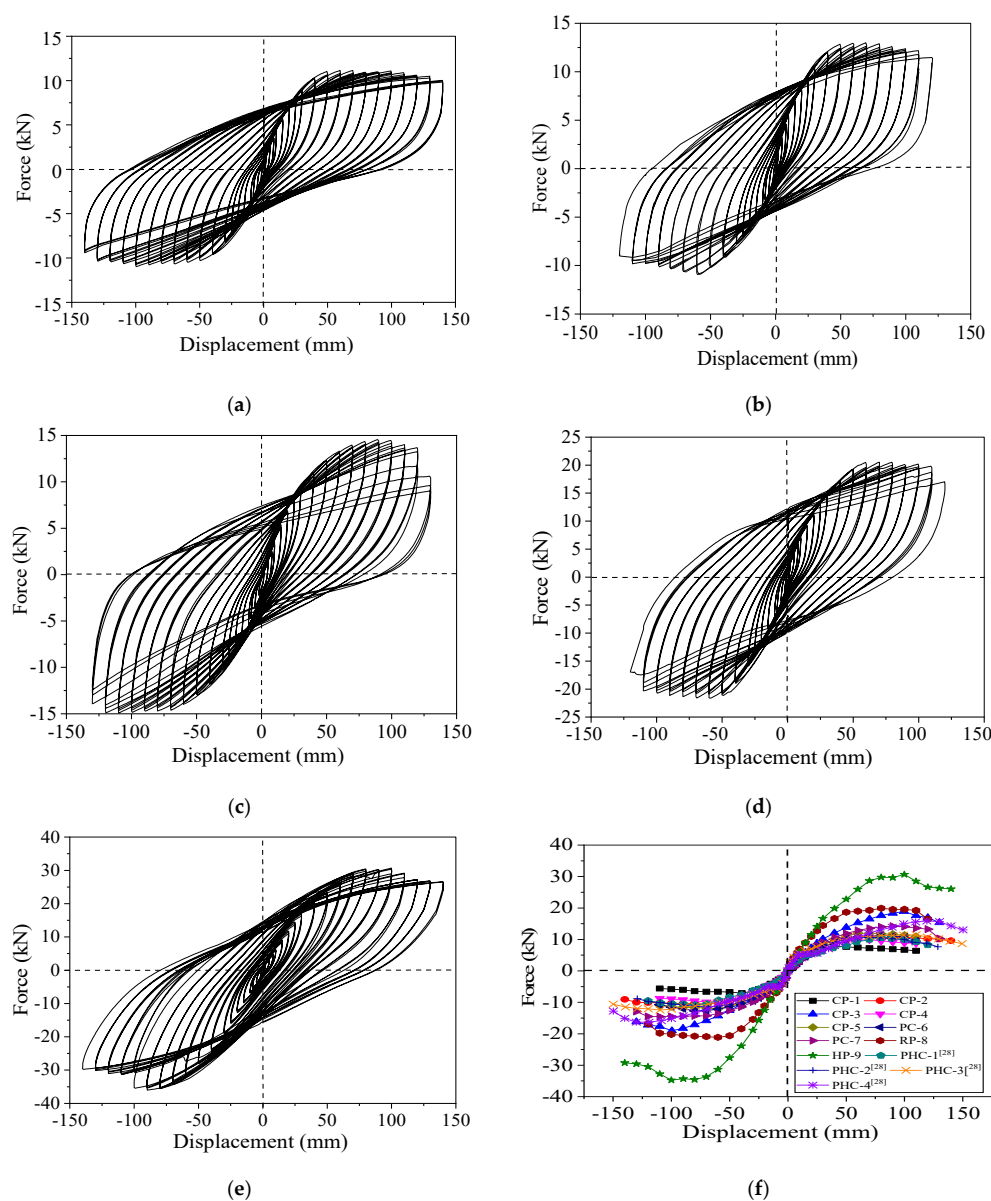 15
10
5
0
-5
-10
-15
-150 -100 -50 0 50 100 150
Force (kN)
Displacement (mm)
(a)
15
10
5
0
-5
-10
-15
-150 -100 -50 0 50 100 150
Force (kN)
Displacement (mm)
(b)
15
10
5
0
-5
-10
-15
-150 -100 -50 0 50 100 150
Force (kN)
Displacement (mm)
(c)
25
20
15
10
5
0
-5
-10
-15
-20
-25
-150 -100 -50 0 50 100 150
Force (kN)
Displacement (mm)
(d)
40
30
20
10
0
-10
-20
-30
-40
-150 -100 -50 0 50 100 150
Force (kN)
Displacement (mm)
(e)
40
30
20
10
0
-10
-20
-30
-40
-150 -100 -50 0 50 100 150
Force(kN)
Displacement (mm)
CP-1 CP-2
CP-3 CP-4
CP-5 PC-6
PC-7 RP-8
HP-9 PHC-1[28]
PHC-2[28] PHC-3[28]
PHC-4[28]
(f)